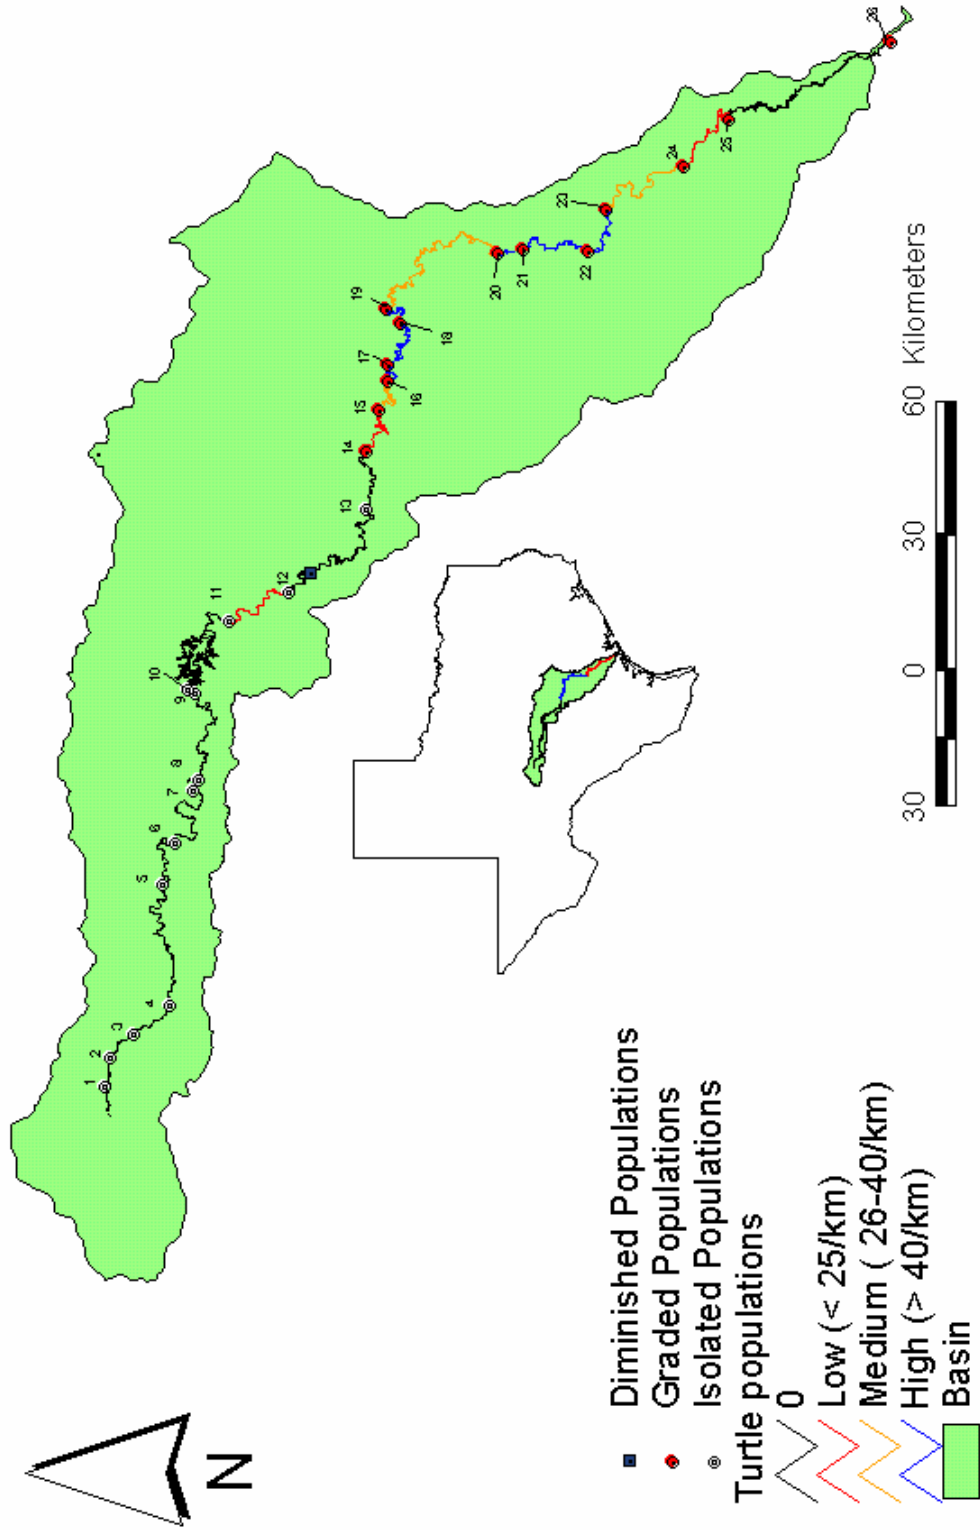 1
2
3
4
5
6
7
8
9
10
11
12
13
14
15
16
17
18
19
20
21
22
23
24
25
26
N
Diminished Populations
Graded Populations
Isolated Populations
Turtle populations
0
Low (< 25/km)
Medium ( 26-40/km)
High (> 40/km)
Basin
30 0 30 60 Kilometers